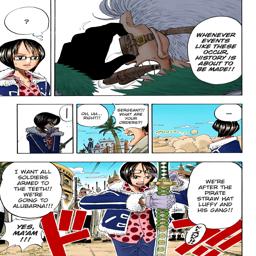 WHENEVER
EVENTS
LIKE THESE
OCCUR,
HISTORY IS
ABOUT TO
BE MADE!!
...
?
SERGEANT!!
WHAT ARE
YOUR
ORDERS!?
OH, UH...
RIGHT!!
WE'RE
AFTER THE
PIRATE
STRAW HAT
LUFFY AND
HIS GANG!!
I WANT ALL
SOLDIERS
ARMED TO
THE TEETH!!
WE'RE
GOING TO
ALUBARNA!!
YES,
MA'AM
!!!
ドド